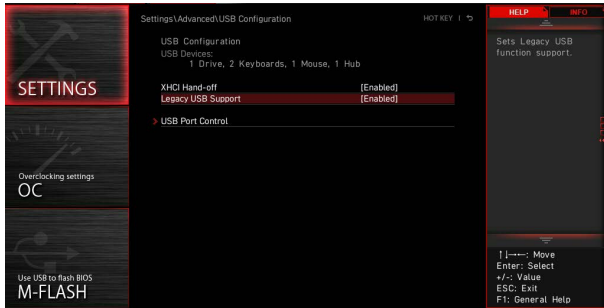 Settings\Advanced\USB Configuration
HOT KEY | ⮌
HELP
INFO
USB Configuration
USB Devices:
1 Drive, 2 Keyboards, 1 Mouse, 1 Hub
XHCI Hand-off [Enabled]
Legacy USB Support [Enabled]
> USB Port Control
Sets Legacy USB
function support.
SETTINGS
Overclocking settings
OC
Use USB to flash BIOS
M-FLASH
↑↓→←: Move
Enter: Select
+/-: Value
ESC: Exit
F1: General Help